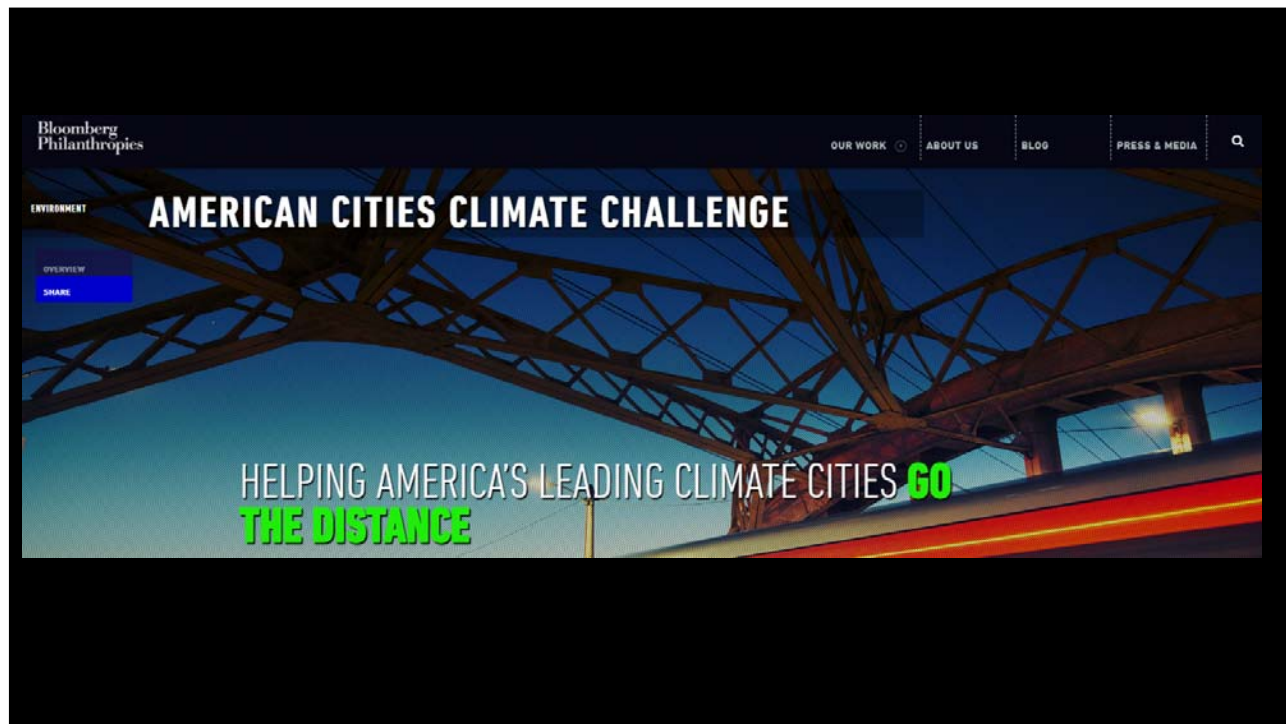 Bloomberg
Philanthropies
OUR WORK
ABOUT US
BLOG
PRESS & MEDIA
ENVIRONMENT
AMERICAN CITIES CLIMATE CHALLENGE
OVERVIEW
SHARE
HELPING AMERICA'S LEADING CLIMATE CITIES GO
THE DISTANCE